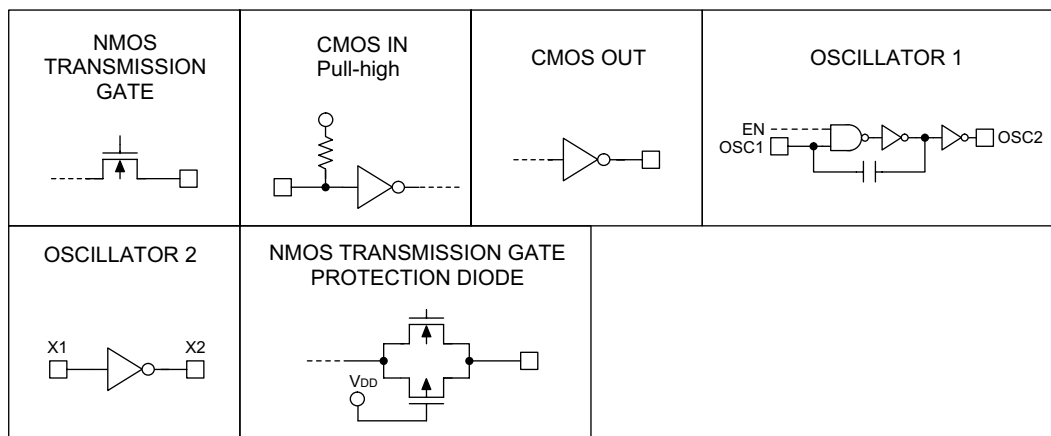 NMOS
TRANSMISSION
GATE
CMOS IN
Pull-high
CMOS OUT
OSCILLATOR 1
EN
OSC1
OSC2
OSCILLATOR 2
X1
X2
NMOS TRANSMISSION GATE
PROTECTION DIODE
VDD